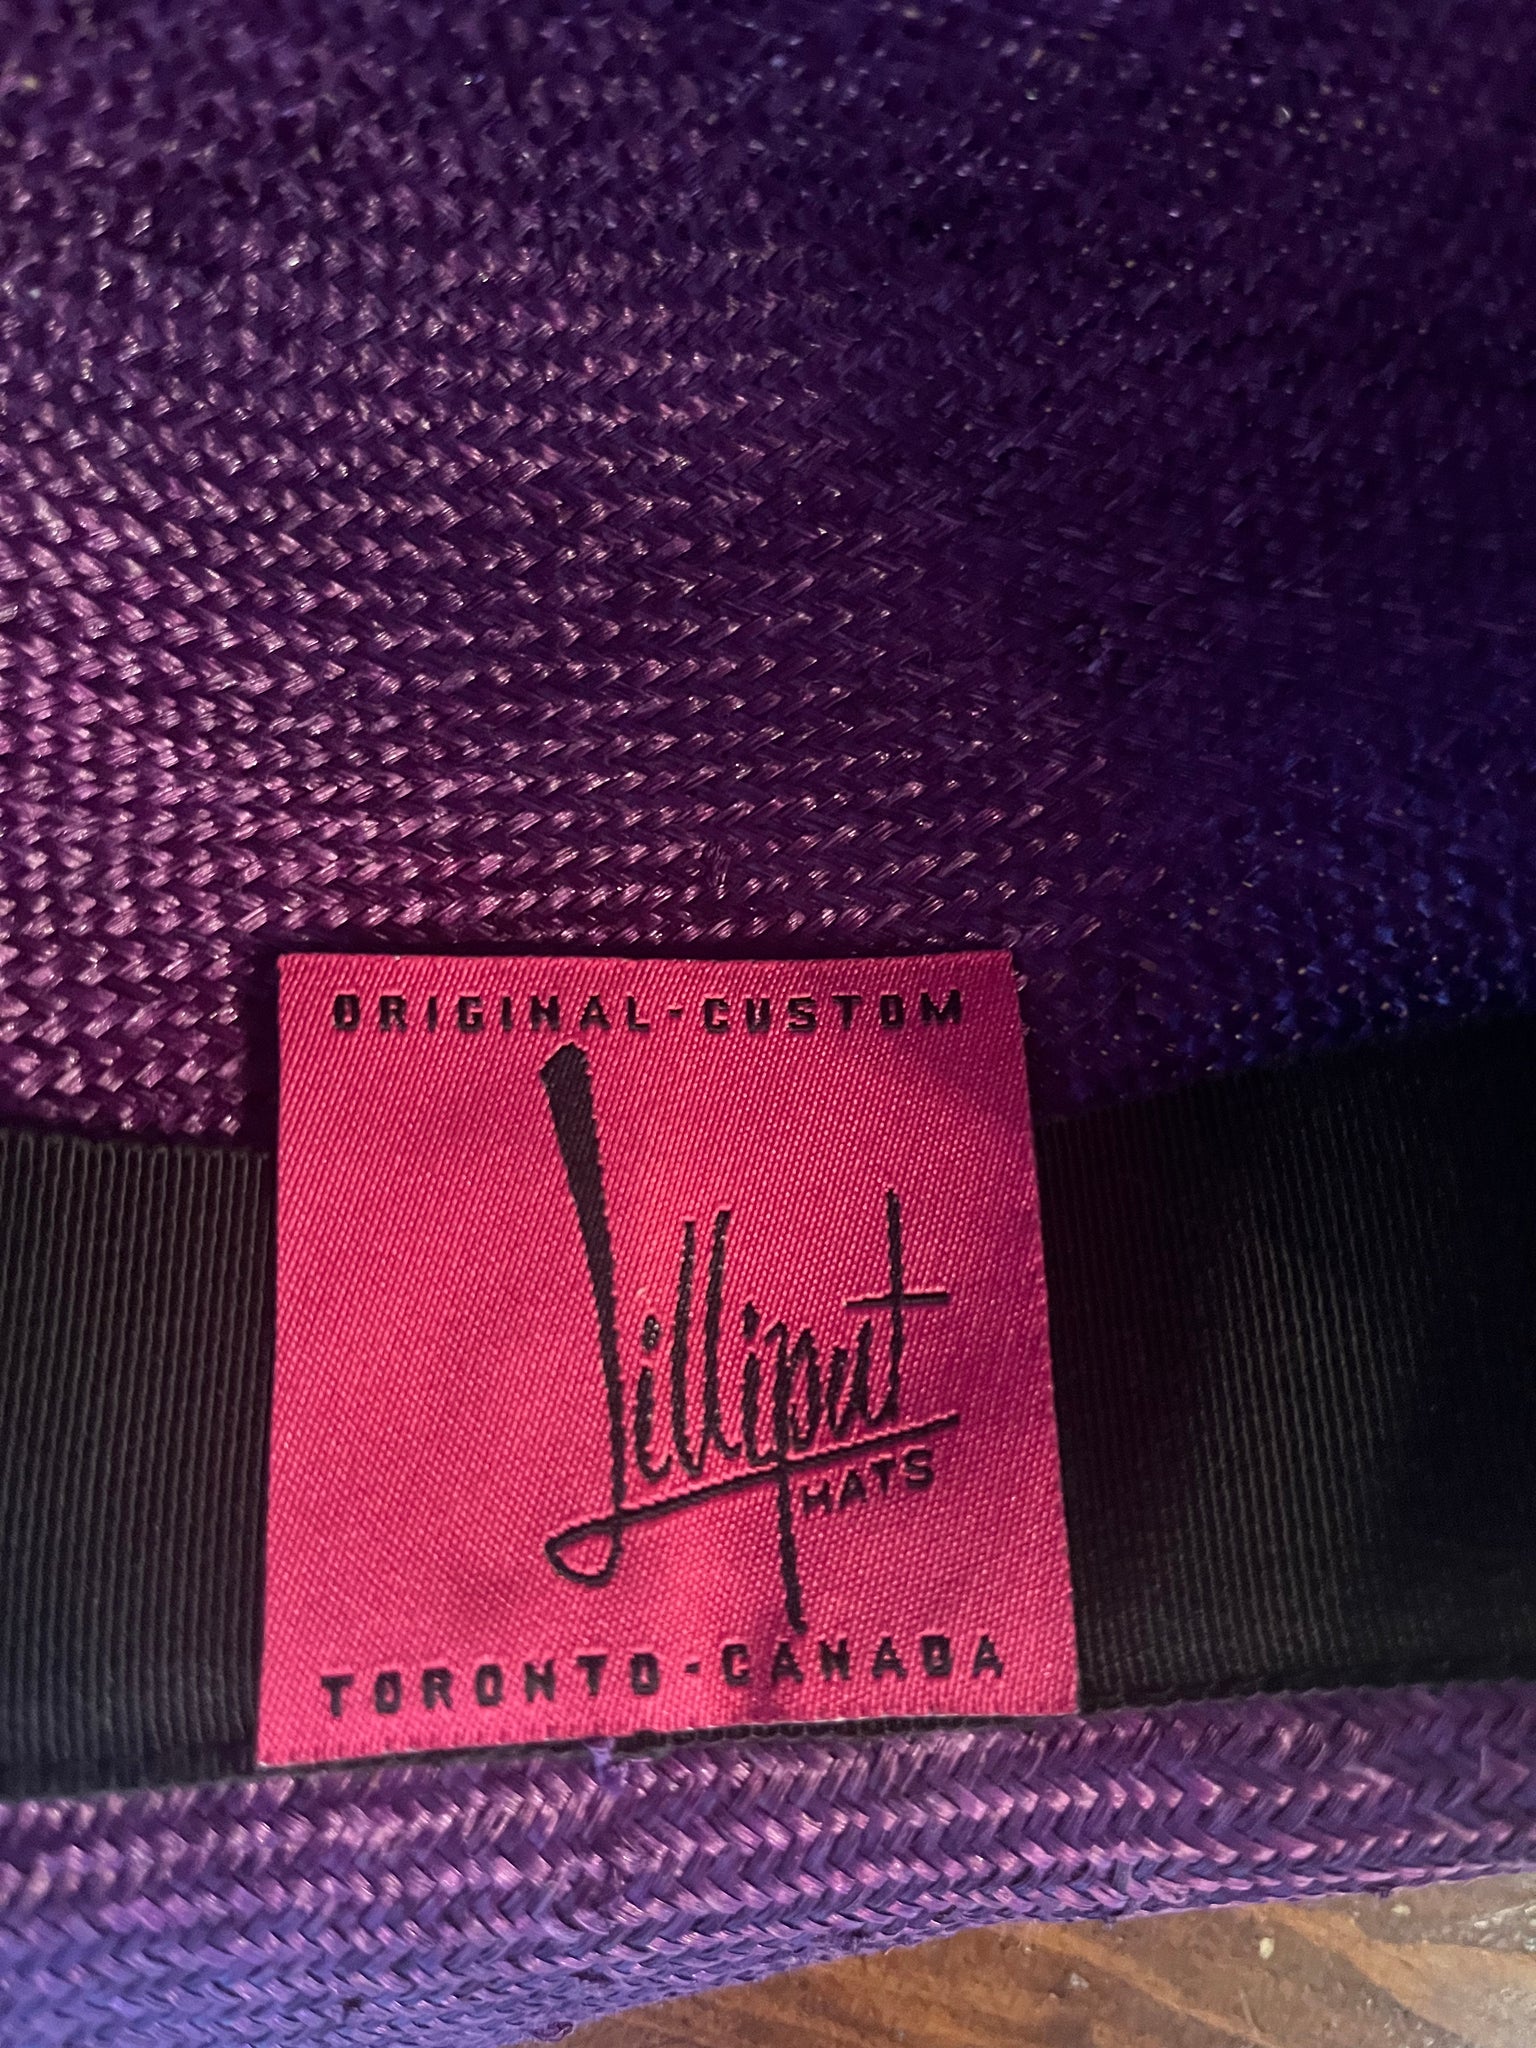 ORIGINAL-CUSTOM
Lilliput
HATS
TORONTO-CANADA